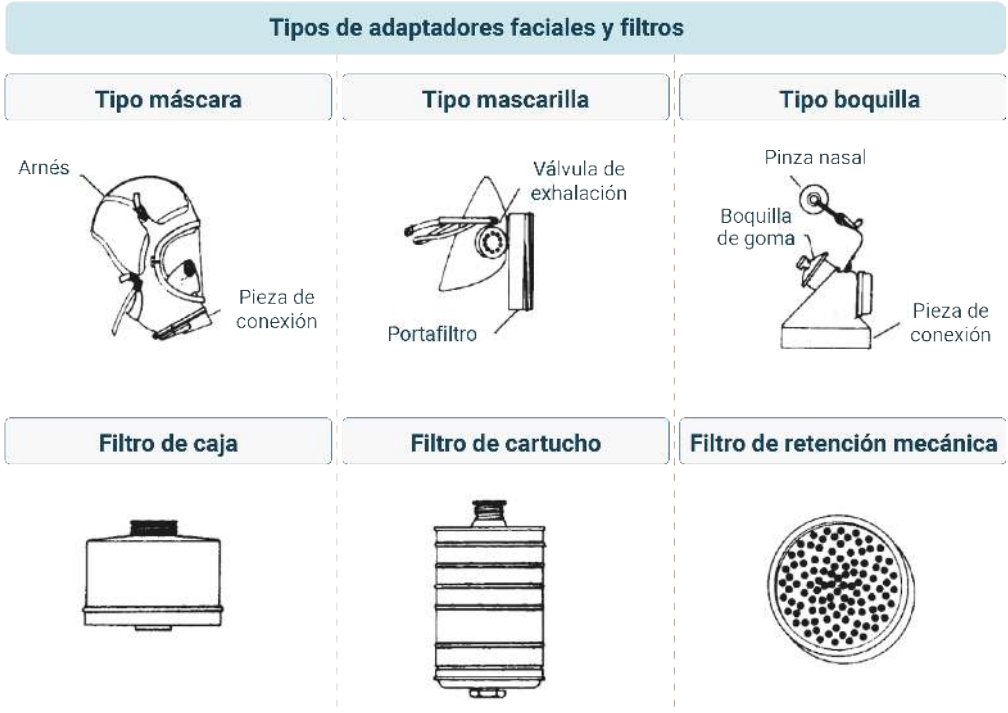 Tipos de adaptadores faciales y filtros
Tipo máscara
Tipo mascarilla
Tipo boquilla
Arnés
Pieza de
conexión
Válvula de
exhalación
Portafiltro
Pinza nasal
Boquilla
de goma
Pieza de
conexión
Filtro de caja
Filtro de cartucho
Filtro de retención mecánica